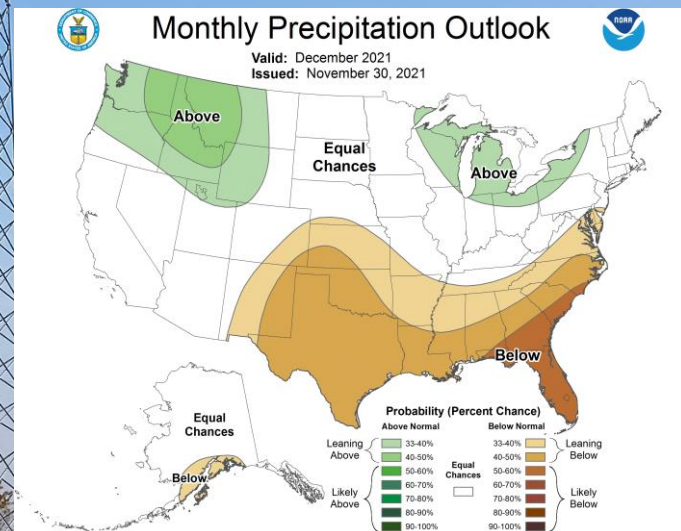 Monthly Precipitation Outlook
NOAA
Valid: December 2021
Issued: November 30, 2021
Above
Equal
Chances
Above
Below
Equal
Chances
Below
Probability (Percent Chance)
Above Normal
Below Normal
Leaning
Above
33-40%
40-50%
Likely
Above
50-60%
60-70%
70-80%
80-90%
90-100%
Equal
Chances
33-40%
40-50%
Leaning
Below
50-60%
60-70%
70-80%
80-90%
90-100%
Likely
Below